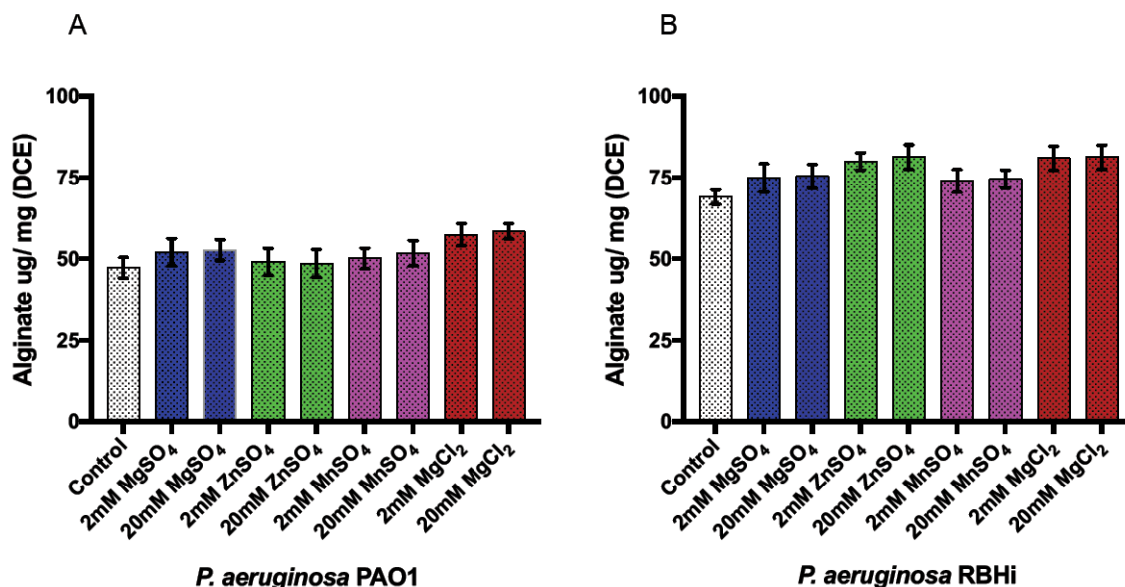 A
Alginate ug/ mg (DCE)
100
75
50
25
0
Control
2mM MgSO₄
20mM MgSO₄
2mM ZnSO₄
20mM ZnSO₄
2mM MnSO₄
20mM MnSO₄
2mM MgCl₂
20mM MgCl₂
P. aeruginosa PAO1
B
Alginate ug/ mg (DCE)
100
75
50
25
0
Control
2mM MgSO₄
20mM MgSO₄
2mM ZnSO₄
20mM ZnSO₄
2mM MnSO₄
20mM MnSO₄
2mM MgCl₂
20mM MgCl₂
P. aeruginosa RBHi